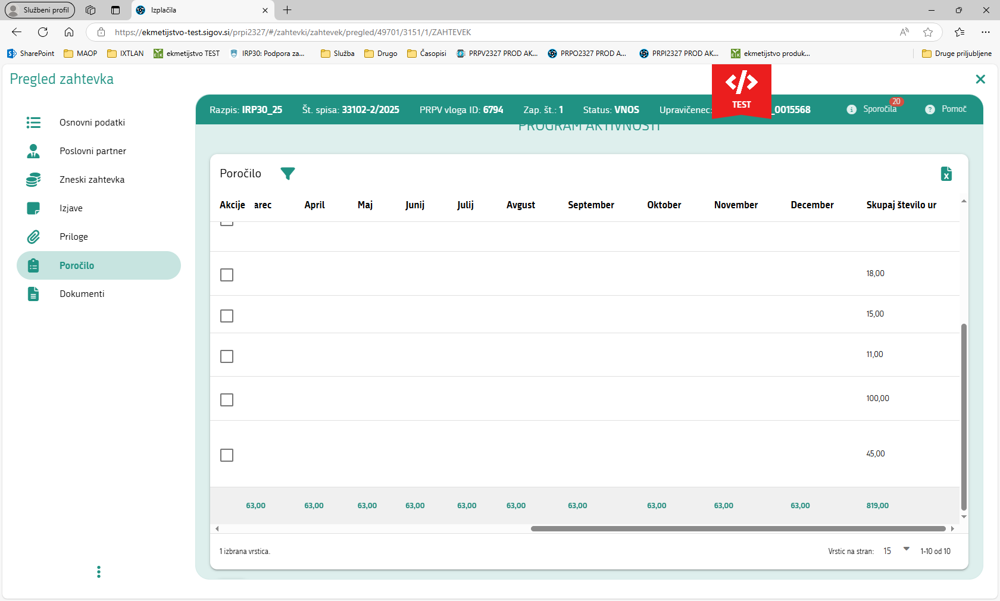 Službeni profil
Izplačila
https://ekmetijstvo-test.sigov.si/prpi2327/#/zahtevki/zahtevek/pregled/49701/3151/1/ZAHTEVEK
SharePoint MAOP IXTLAN ekmetijstvo TEST IRP30: Podpora za... Služba Drugo Časopisi PRPV2327 PROD AK... PRPO2327 PROD A... PRPI2327 PROD AK... ekmetijstvo produk... Druge priljubljene
Pregled zahtevka
TEST
Razpis: IRP30_25 Št. spisa: 33102-2/2025 PRPV vloga ID: 6794 Zap. št.: 1 Status: VNOS Upravičenec: _0015568 Sporočila 20 Pomoč
Osnovni podatki
Poslovni partner
Zneski zahtevka
Izjave
Priloge
Poročilo
Dokumenti
PROGRAM AKTIVNOSTI
Poročilo
Akcije arec April Maj Junij Julij Avgust September Oktober November December Skupaj število ur
18,00
15,00
11,00
100,00
45,00
63,00 63,00 63,00 63,00 63,00 63,00 63,00 63,00 63,00 63,00 819,00
1 izbrana vrstica.
Vrstic na stran: 15 1-10 od 10